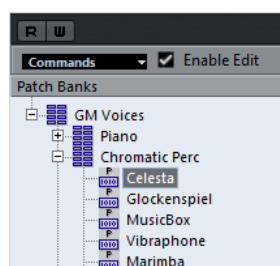 R W
Commands Enable Edit
Patch Banks
GM Voices
Piano
Chromatic Perc
P Celesta
P Glockenspiel
P MusicBox
P Vibraphone
P Marimba